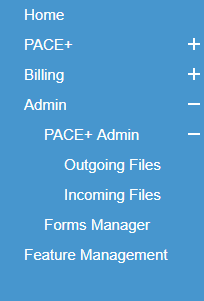 Home
PACE+ +
Billing +
Admin −
PACE+ Admin −
Outgoing Files
Incoming Files
Forms Manager
Feature Management